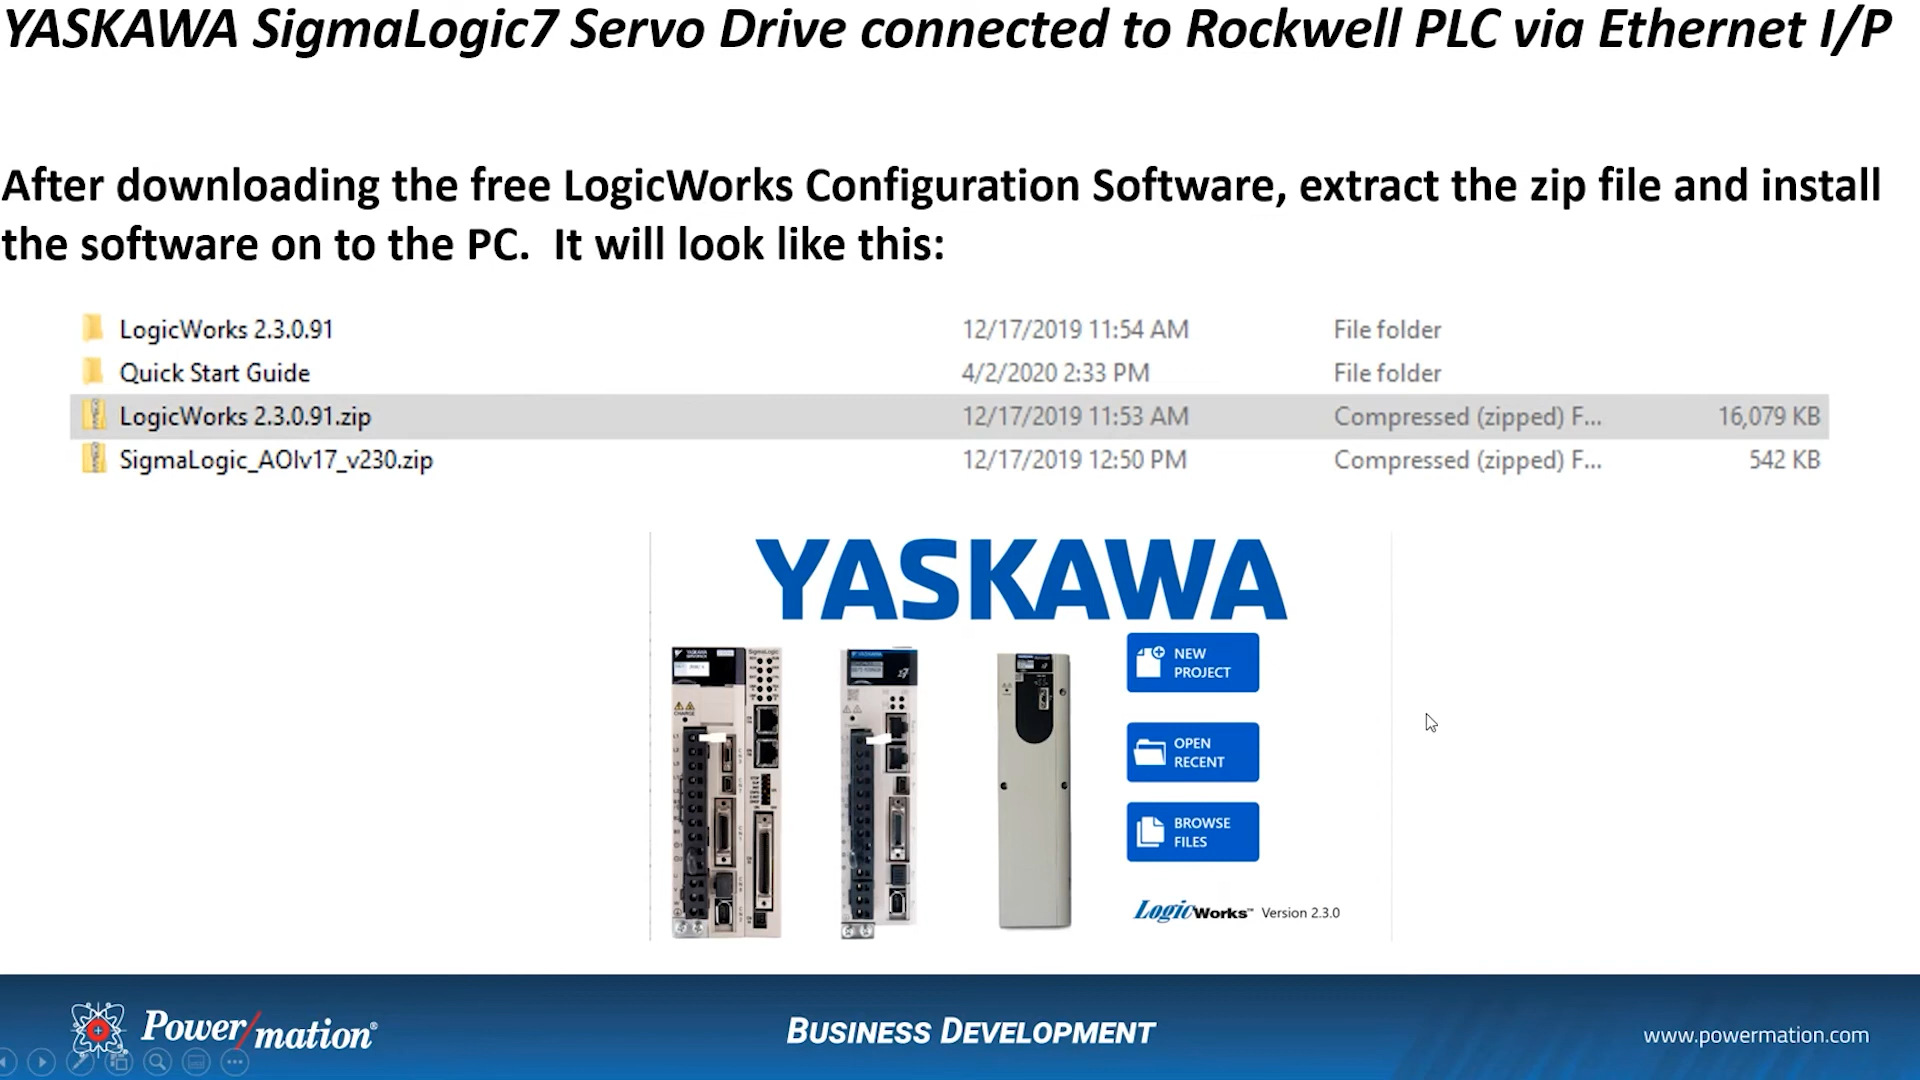 YASKAWA SigmaLogic7 Servo Drive connected to Rockwell PLC via Ethernet I/P
After downloading the free LogicWorks Configuration Software, extract the zip file and install
the software on to the PC.  It will look like this:
LogicWorks 2.3.0.91 12/17/2019 11:54 AM File folder
Quick Start Guide 4/2/2020 2:33 PM File folder
LogicWorks 2.3.0.91.zip 12/17/2019 11:53 AM Compressed (zipped) F... 16,079 KB
SigmaLogic_AOIv17_v230.zip 12/17/2019 12:50 PM Compressed (zipped) F... 542 KB
YASKAWA
NEW
PROJECT
OPEN
RECENT
BROWSE
FILES
LogicWorks™ Version 2.3.0
SigmaLogic
YASKAWA
CHARGE
Power/mation®
BUSINESS DEVELOPMENT
www.powermation.com